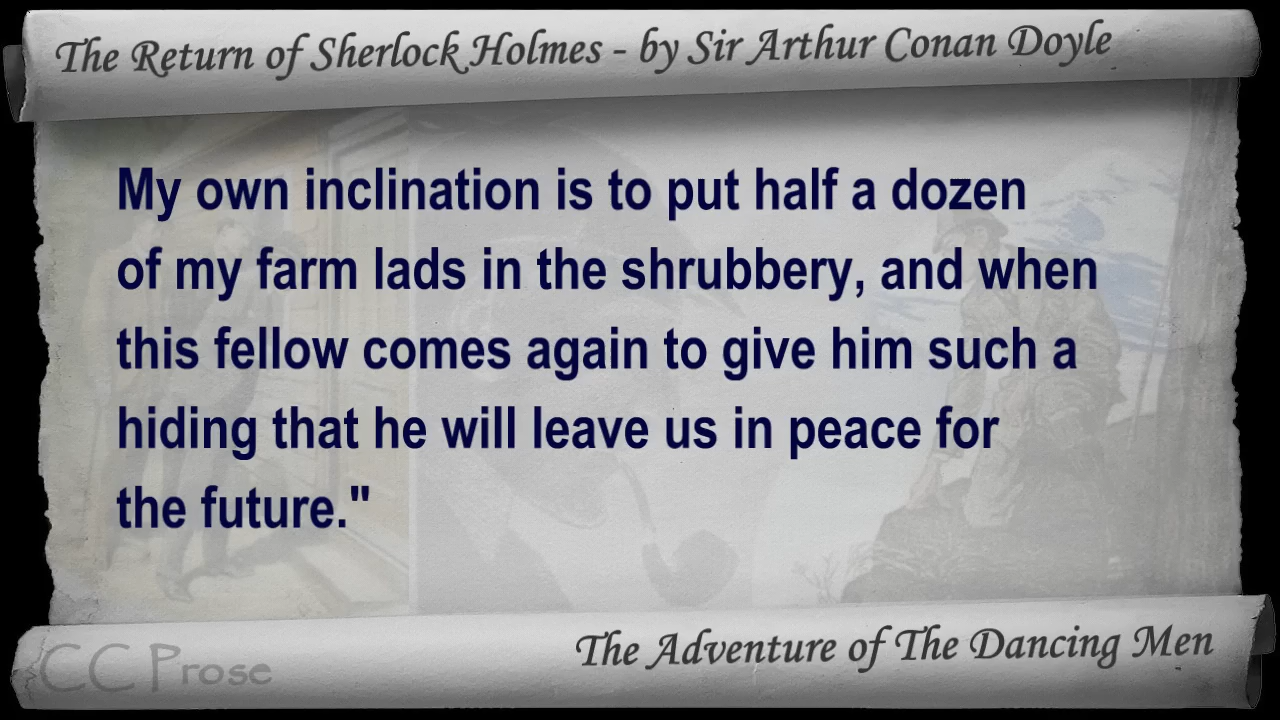 The Return of Sherlock Holmes - by Sir Arthur Conan Doyle
My own inclination is to put half a dozen
of my farm lads in the shrubbery, and when
this fellow comes again to give him such a
hiding that he will leave us in peace for
the future."
The Adventure of The Dancing Men
CC Prose